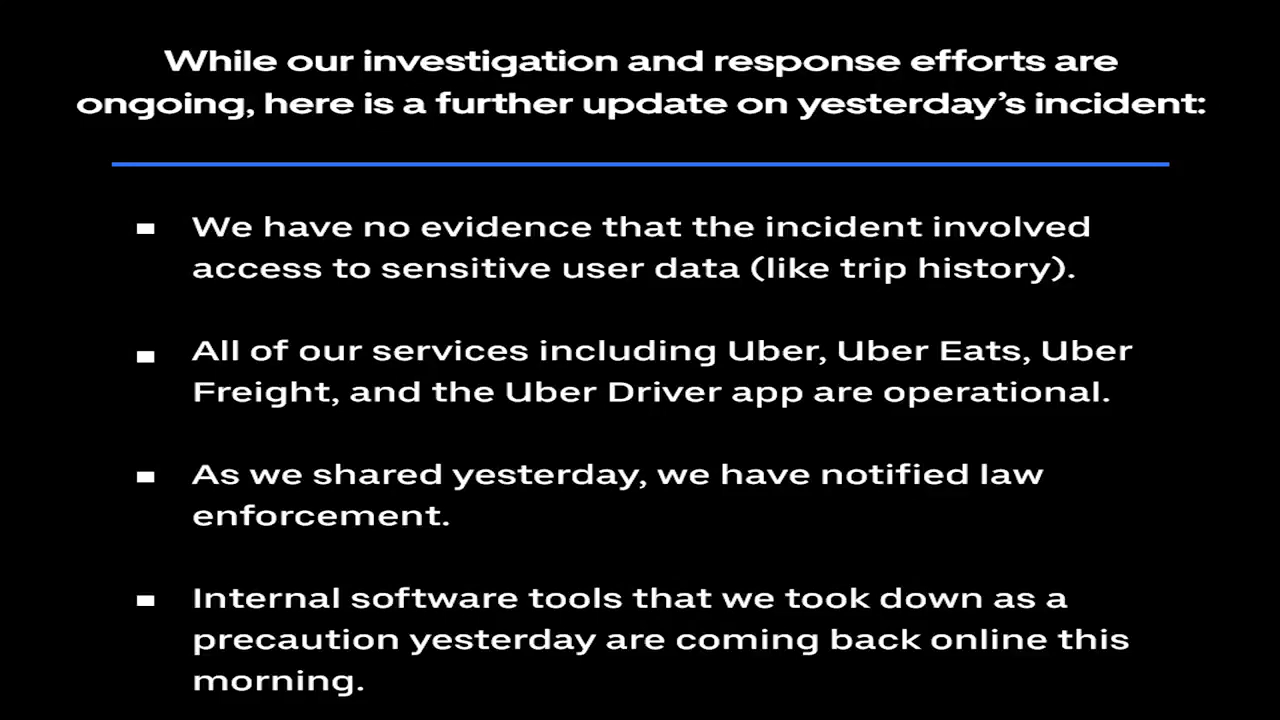 While our investigation and response efforts are
ongoing, here is a further update on yesterday’s incident:
We have no evidence that the incident involved
access to sensitive user data (like trip history).
All of our services including Uber, Uber Eats, Uber
Freight, and the Uber Driver app are operational.
As we shared yesterday, we have notified law
enforcement.
Internal software tools that we took down as a
precaution yesterday are coming back online this
morning.